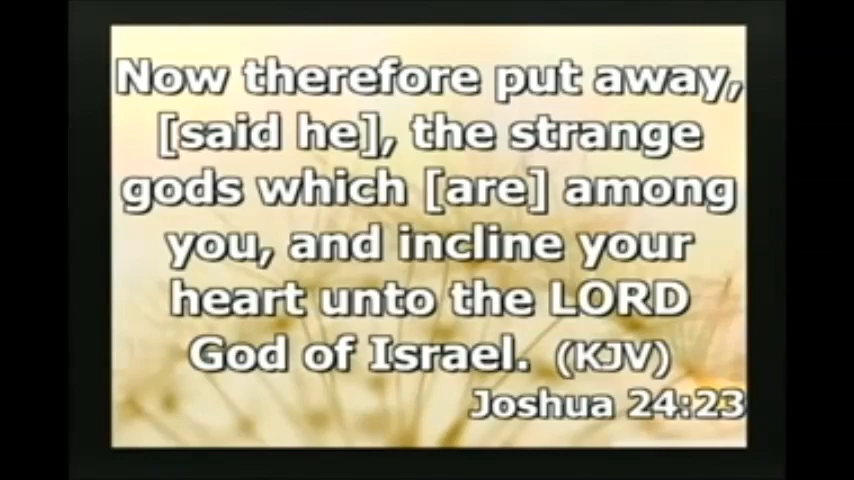 Now therefore put away,
[said he], the strange
gods which [are] among
you, and incline your
heart unto the LORD
God of Israel. (KJV)
Joshua 24:23